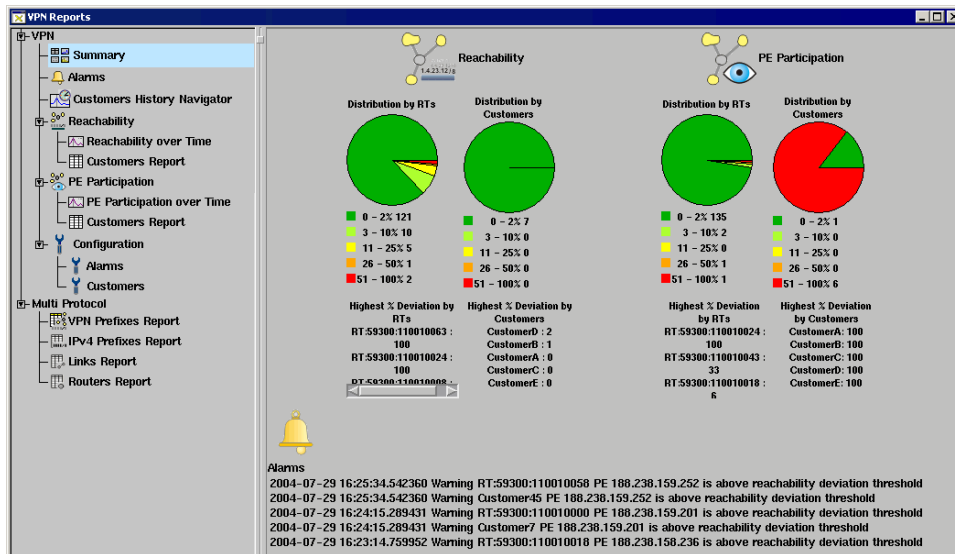 VPN Reports
VPN
Summary
Alarms
Customers History Navigator
Reachability
Reachability over Time
Customers Report
PE Participation
PE Participation over Time
Customers Report
Configuration
Alarms
Customers
Multi Protocol
VPN Prefixes Report
IPv4 Prefixes Report
Links Report
Routers Report
1.4.23.12/8
Reachability
Distribution by RTs
0 - 2% 121
3 - 10% 10
11 - 25% 5
26 - 50% 1
51 - 100% 2
Distribution by
Customers
0 - 2% 7
3 - 10% 0
11 - 25% 0
26 - 50% 0
51 - 100% 0
Highest % Deviation by
RTs
RT:59300:110010063 :
100
RT:59300:110010024 :
100
RT:59300:110010008 :
Highest % Deviation by
Customers
CustomerD : 2
CustomerB : 1
CustomerA : 0
CustomerC : 0
CustomerE : 0
PE Participation
Distribution by RTs
0 - 2% 135
3 - 10% 2
11 - 25% 0
26 - 50% 1
51 - 100% 1
Distribution by
Customers
0 - 2% 1
3 - 10% 0
11 - 25% 0
26 - 50% 0
51 - 100% 6
Highest % Deviation
by RTs
RT:59300:110010024 :
100
RT:59300:110010043 :
33
RT:59300:110010018 :
6
Highest % Deviation
by Customers
CustomerA: 100
CustomerB: 100
CustomerC: 100
CustomerD: 100
CustomerE: 100
Alarms
2004-07-29 16:25:34.542360 Warning RT:59300:110010058 PE 188.238.159.252 is above reachability deviation threshold
2004-07-29 16:25:34.542360 Warning Customer45 PE 188.238.159.252 is above reachability deviation threshold
2004-07-29 16:24:15.289431 Warning RT:59300:110010000 PE 188.238.159.201 is above reachability deviation threshold
2004-07-29 16:24:15.289431 Warning Customer7 PE 188.238.159.201 is above reachability deviation threshold
2004-07-29 16:23:14.759952 Warning RT:59300:110010018 PE 188.238.158.236 is above reachability deviation threshold